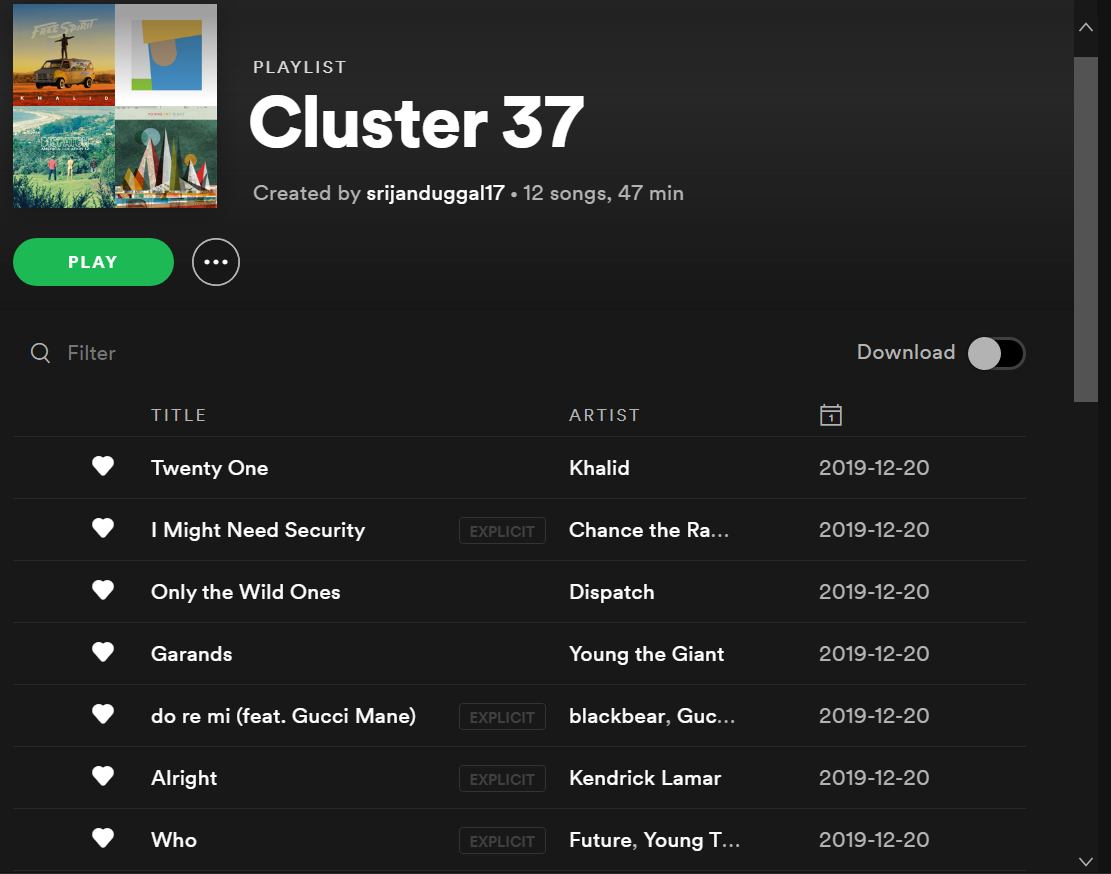 FREE SPIRIT
KHALID
PLAYLIST
Cluster 37
Created by srijanduggal17 • 12 songs, 47 min
PLAY
Filter
Download
TITLE ARTIST 1
Twenty One Khalid 2019-12-20
I Might Need Security EXPLICIT Chance the Ra... 2019-12-20
Only the Wild Ones Dispatch 2019-12-20
Garands Young the Giant 2019-12-20
do re mi (feat. Gucci Mane) EXPLICIT blackbear, Guc... 2019-12-20
Alright EXPLICIT Kendrick Lamar 2019-12-20
Who EXPLICIT Future, Young T... 2019-12-20